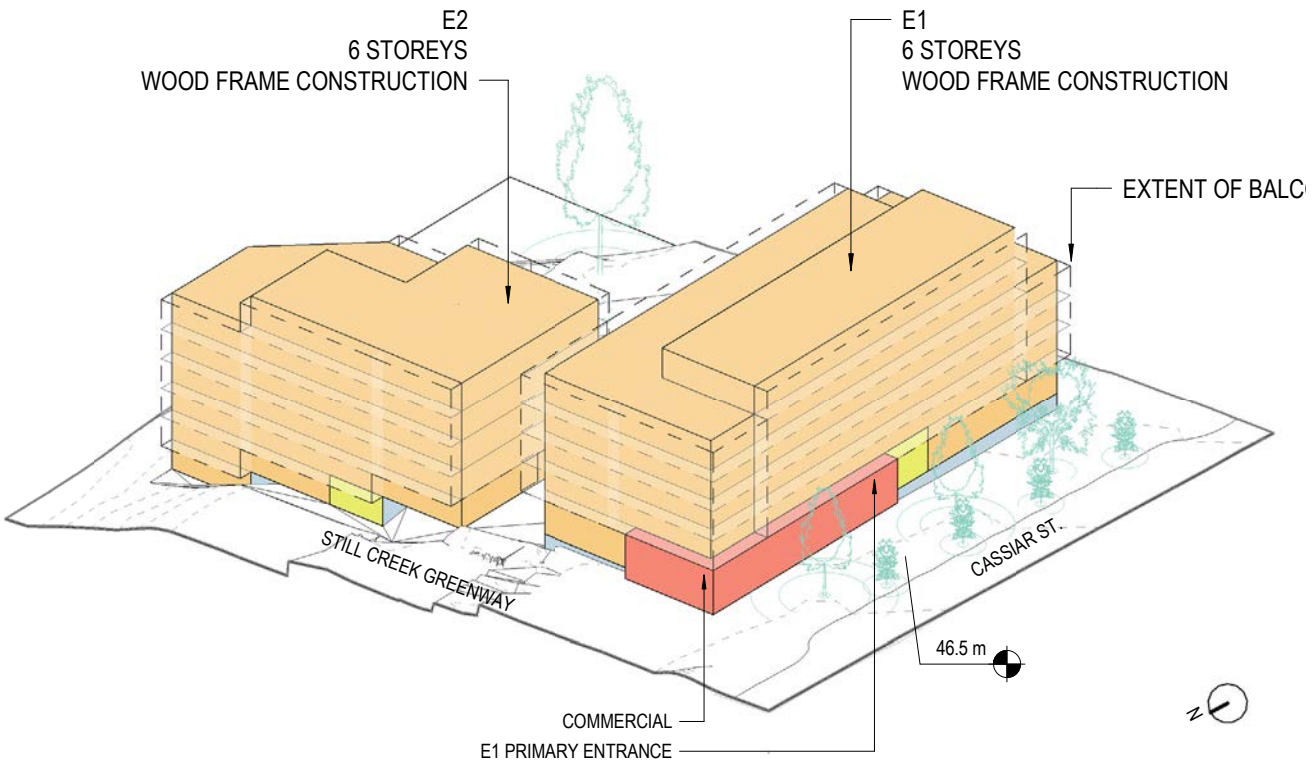 E2
6 STOREYS
WOOD FRAME CONSTRUCTION
E1
6 STOREYS
WOOD FRAME CONSTRUCTION
EXTENT OF
STILL CREEK GREENWAY
CASSIAR ST.
46.5 m
COMMERCIAL
E1 PRIMARY ENTRANCE
N